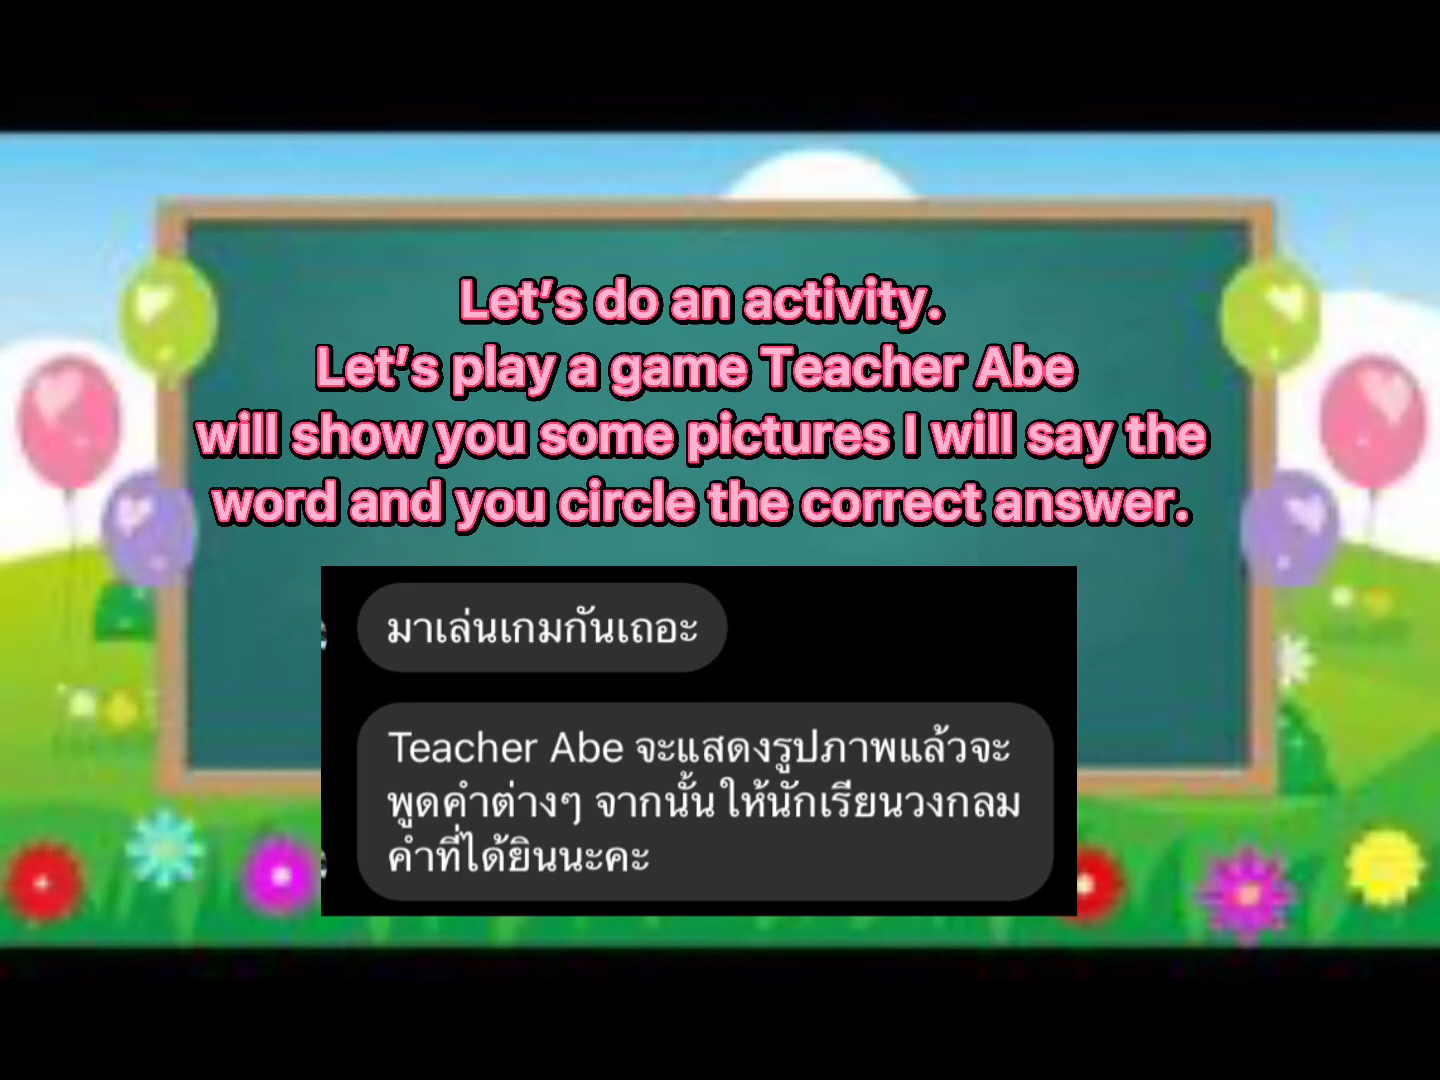 Let's do an activity.
Let's play a game Teacher Abe
will show you some pictures I will say the
word and you circle the correct answer.
มาเล่นเกมกันเถอะ
Teacher Abe จะแสดงรูปภาพแล้วจะ
พูดคำต่างๆ จากนั้นให้นักเรียนวงกลม
คำที่ได้ยินนะคะ